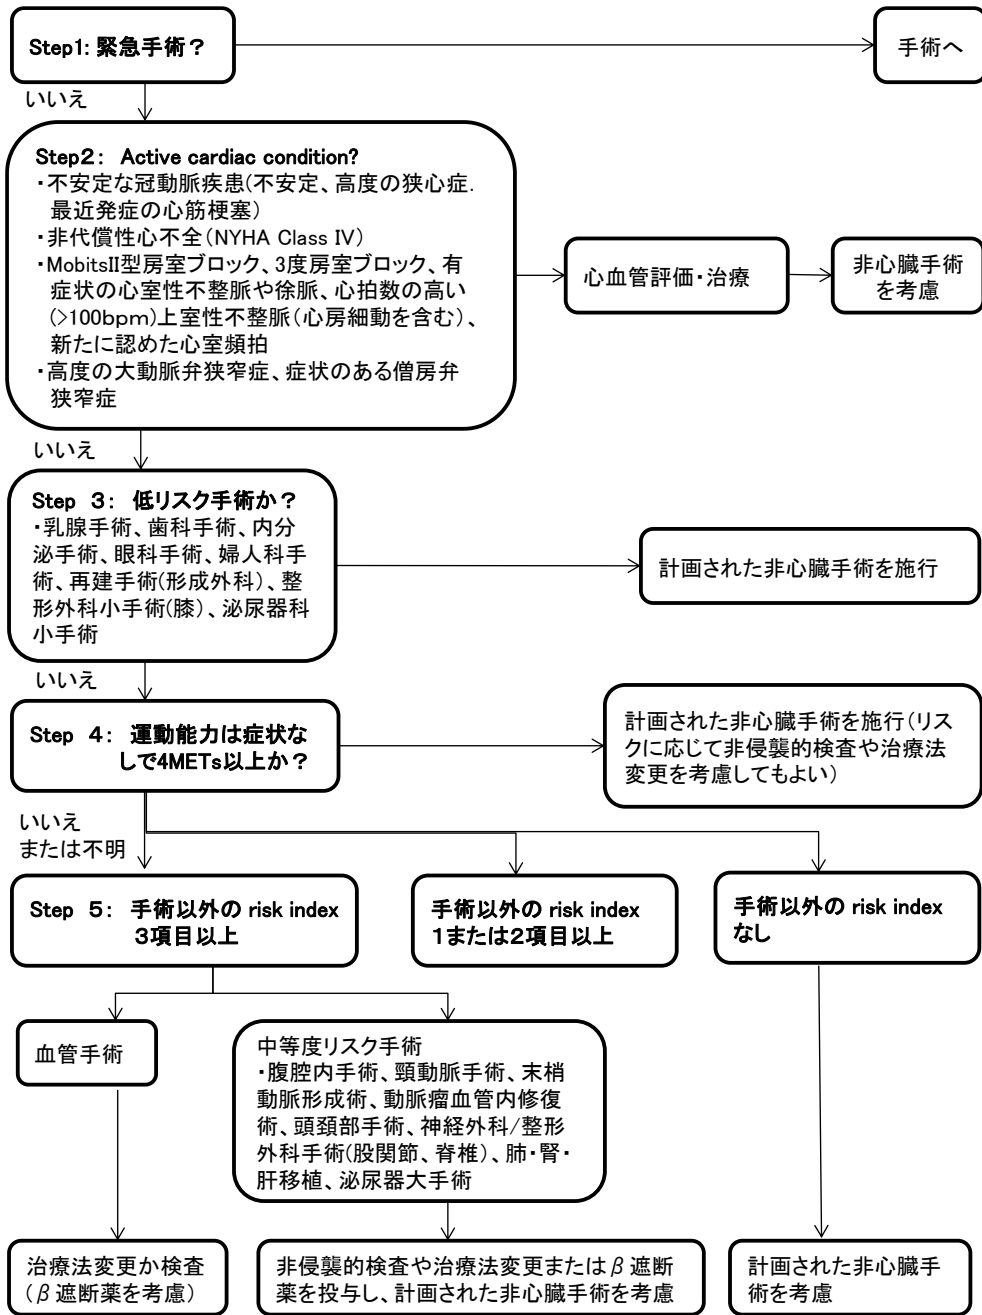 Step1: 緊急手術？
手術へ
いいえ
Step2： Active cardiac condition?
・不安定な冠動脈疾患(不安定、高度の狭心症．
最近発症の心筋梗塞）
・非代償性心不全（NYHA Class IV）
・MobitsII型房室ブロック、3度房室ブロック、有
症状の心室性不整脈や徐脈、心拍数の高い
(>100bpm）上室性不整脈（心房細動を含む）、
新たに認めた心室頻拍
・高度の大動脈弁狭窄症、症状のある僧房弁
狭窄症
心血管評価・治療
非心臓手術
を考慮
いいえ
Step ３： 低リスク手術か？
・乳腺手術、歯科手術、内分
泌手術、眼科手術、婦人科手
術、再建手術(形成外科）、整
形外科小手術(膝）、泌尿器科
小手術
計画された非心臓手術を施行
いいえ
Step ４： 運動能力は症状な
しで4METs以上か？
計画された非心臓手術を施行（リス
クに応じて非侵襲的検査や治療法
変更を考慮してもよい）
いいえ
または不明
Step ５： 手術以外の risk index
３項目以上
手術以外の risk index
１または２項目以上
手術以外の risk index
なし
血管手術
中等度リスク手術
・腹腔内手術、頸動脈手術、末梢
動脈形成術、動脈瘤血管内修復
術、頭頚部手術、神経外科/整形
外科手術(股関節、脊椎）、肺・腎・
肝移植、泌尿器大手術
治療法変更か検査
（β遮断薬を考慮）
非侵襲的検査や治療法変更またはβ遮断
薬を投与し、計画された非心臓手術を考慮
計画された非心臓手
術を考慮